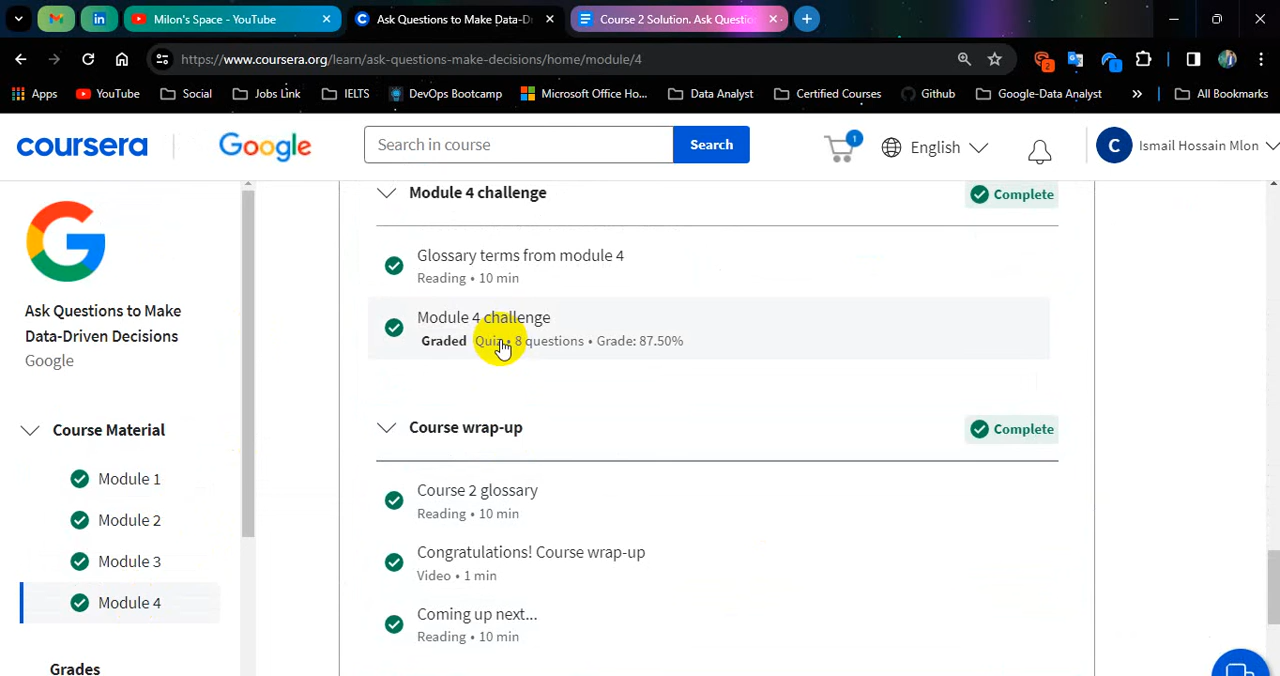 Milon's Space - YouTube
Ask Questions to Make Data-D
Course 2 Solution. Ask Questio
https://www.coursera.org/learn/ask-questions-make-decisions/home/module/4
2
1
Apps
YouTube
Social
Jobs Link
IELTS
DevOps Bootcamp
Microsoft Office Ho...
Data Analyst
Certified Courses
Github
Google-Data Analyst
All Bookmarks
coursera
Google
Search in course
Search
1
English
C
Ismail Hossain Mlon
Module 4 challenge
Complete
Glossary terms from module 4
Reading • 10 min
Module 4 challenge
Graded Quiz • 8 questions • Grade: 87.50%
Course wrap-up
Complete
Course 2 glossary
Reading • 10 min
Congratulations! Course wrap-up
Video • 1 min
Coming up next...
Reading • 10 min
Ask Questions to Make
Data-Driven Decisions
Google
Course Material
Module 1
Module 2
Module 3
Module 4
Grades